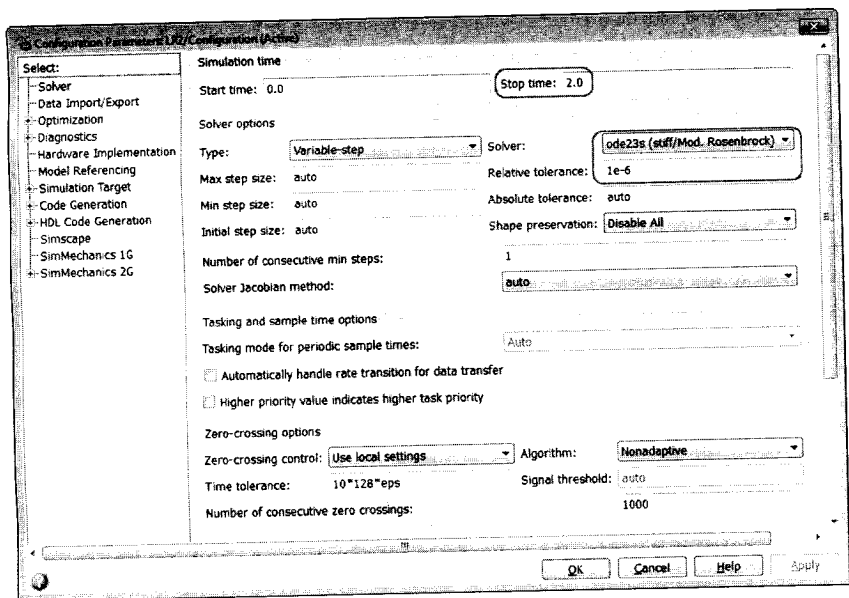 Configuration Parameters: LR2/Configuration (Active)
Select:
Solver
Data Import/Export
Optimization
Diagnostics
Hardware Implementation
Model Referencing
Simulation Target
Code Generation
HDL Code Generation
Simscape
SimMechanics 1G
SimMechanics 2G
Simulation time
Start time: 0.0 Stop time: 2.0
Solver options
Type: Variable-step Solver: ode23s (stiff/Mod. Rosenbrock)
Max step size: auto Relative tolerance: 1e-6
Min step size: auto Absolute tolerance: auto
Initial step size: auto Shape preservation: Disable All
Number of consecutive min steps: 1
Solver Jacobian method: auto
Tasking and sample time options
Tasking mode for periodic sample times: Auto
Automatically handle rate transition for data transfer
Higher priority value indicates higher task priority
Zero-crossing options
Zero-crossing control: Use local settings Algorithm: Nonadaptive
Time tolerance: 10*128*eps Signal threshold: auto
Number of consecutive zero crossings: 1000
OK Cancel Help Apply